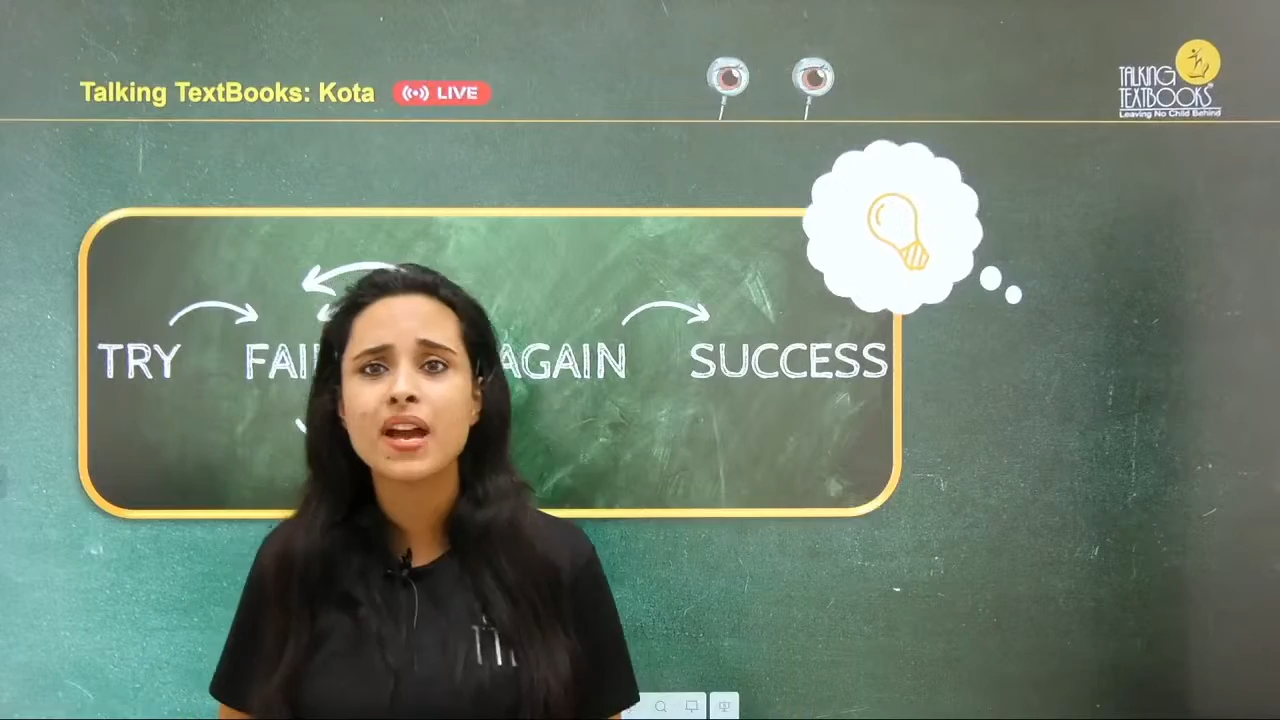 Talking TextBooks: Kota
LIVE
TALKING
TEXTBOOKS
Leaving No Child Behind
TRY
AGAIN
SUCCESS